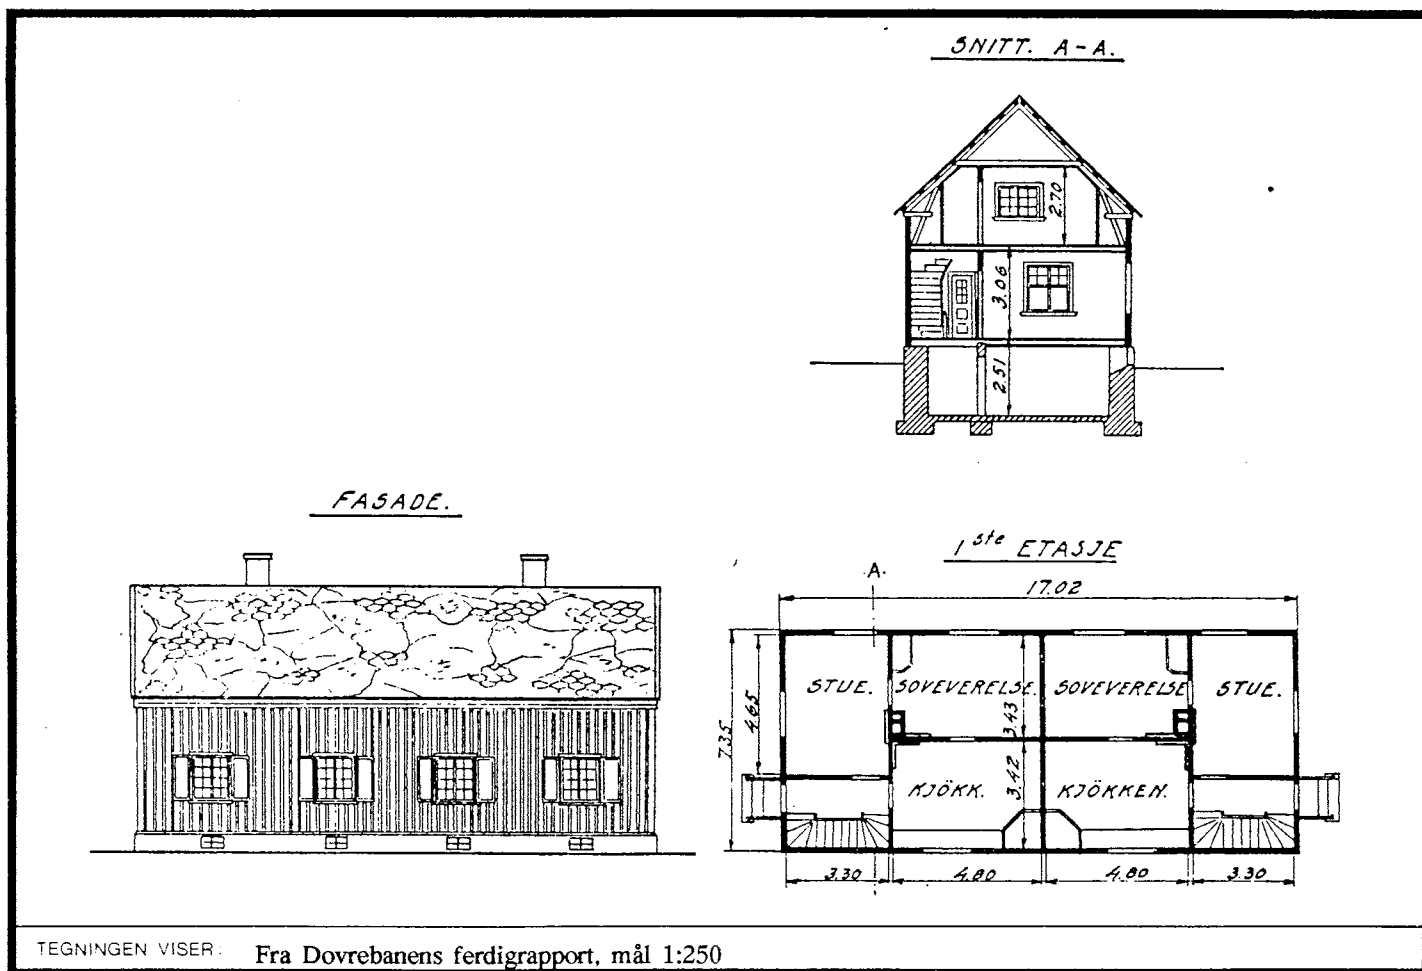 SNITT. A-A.
2.70
3.06
2.51
FASADE.
1 ste ETASJE
A.
17.02
STUE. SOVEVERELSE. SOVEVERELSE STUE.
7.35
4.65
3.43
3.42
KJÖKK. KJÖKKEN.
3.30 4.80 4.80 3.30
TEGNINGEN VISER: Fra Dovrebanens ferdigrapport, mål 1:250